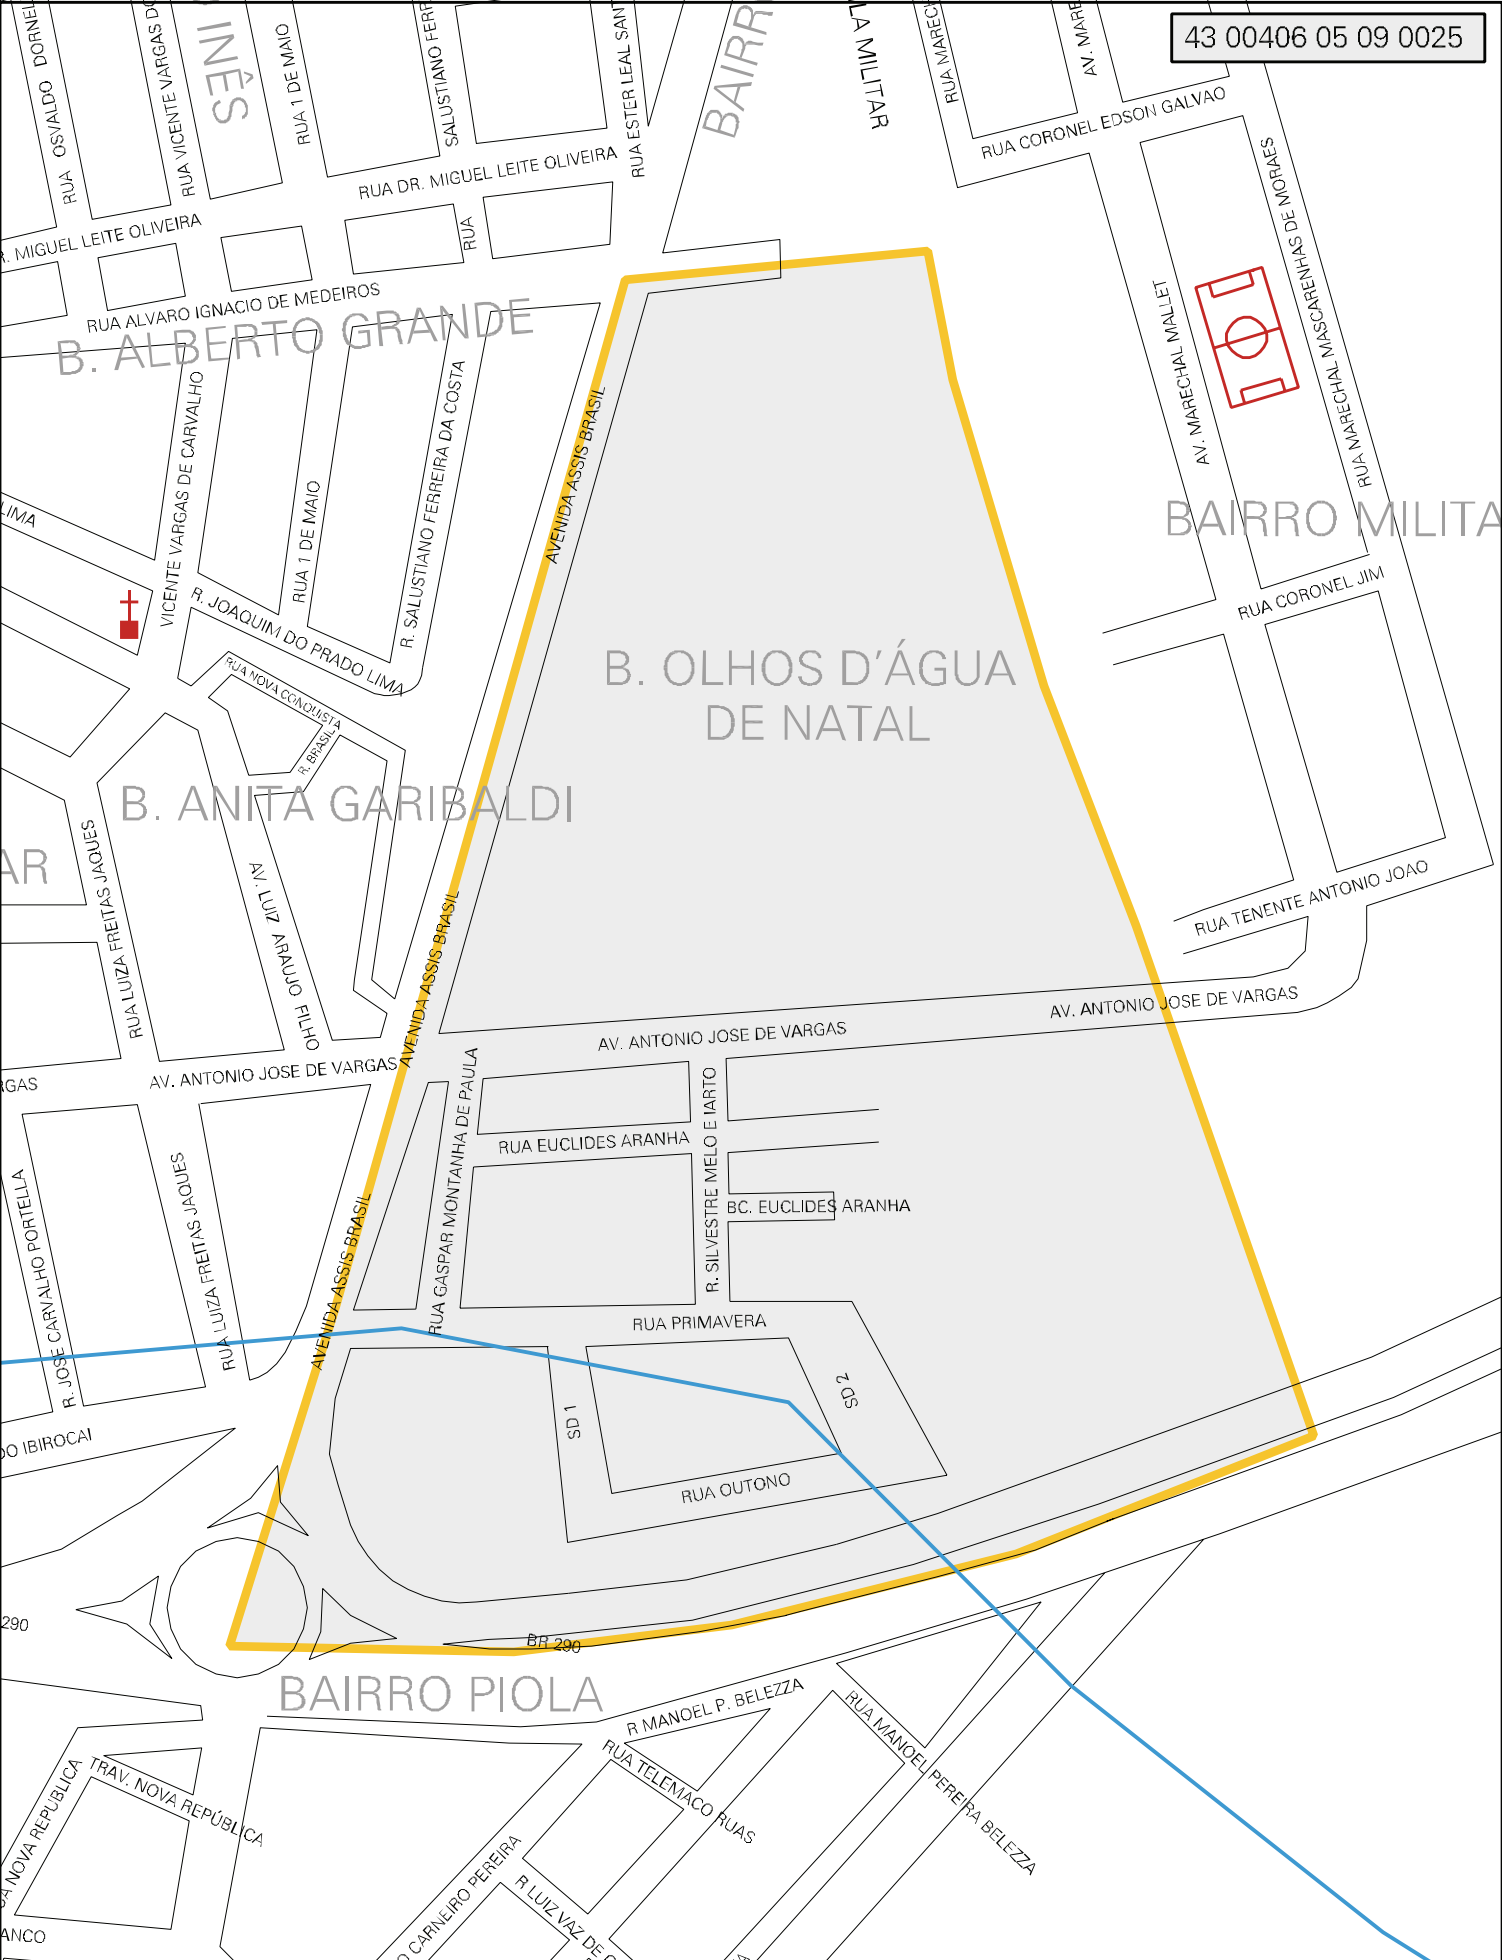 43 00406 05 09 0025
RUA OSVALDO DORNEL
RUA VICENTE VARGAS DO
INÊS
RUA 1 DE MAIO
SALUSTIANO FERR
RUA ESTER LEAL SANT
BAIRR
LA MILITAR
RUA MARECH
AV. MARE
RUA CORONEL EDSON GALVAO
RUA DR. MIGUEL LEITE OLIVEIRA
R. MIGUEL LEITE OLIVEIRA
RUA
RUA ALVARO IGNACIO DE MEDEIROS
B. ALBERTO GRANDE
RUA MARECHAL MASCARENHAS DE MORAES
AV. MARECHAL MALLET
AVENIDA ASSIS BRASIL
VICENTE VARGAS DE CARVALHO
RUA 1 DE MAIO
R. SALUSTIANO FERREIRA DA COSTA
LIMA
BAIRRO MILITA
RUA CORONEL JIM
R. JOAQUIM DO PRADO LIMA
RUA NOVA CONQUISTA
R. BRASIL
B. OLHOS D'ÁGUA
DE NATAL
B. ANITA GARIBALDI
AR
RUA LUIZA FREITAS JAQUES
AV. LUIZ ARAUJO FILHO
AVENIDA ASSIS BRASIL
RUA TENENTE ANTONIO JOAO
AV. ANTONIO JOSE DE VARGAS
AV. ANTONIO JOSE DE VARGAS
AV. ANTONIO JOSE DE VARGAS
RGAS
RUA GASPAR MONTANHA DE PAULA
RUA EUCLIDES ARANHA
R. SILVESTRE MELO E IARTO
BC. EUCLIDES ARANHA
R. JOSE CARVALHO PORTELLA
RUA LUIZA FREITAS JAQUES
AVENIDA ASSIS BRASIL
RUA PRIMAVERA
SD 1
SD 2
RUA OUTONO
DO IBIROCAI
290
BR 290
BAIRRO PIOLA
R MANOEL P. BELEZZA
RUA MANOEL PEREIRA BELEZZA
RUA TELEMACO RUAS
TRAV. NOVA REPÚBLICA
UA NOVA REPUBLICA
O CARNEIRO PEREIRA
R LUIZ VAZ DE C
ANCO